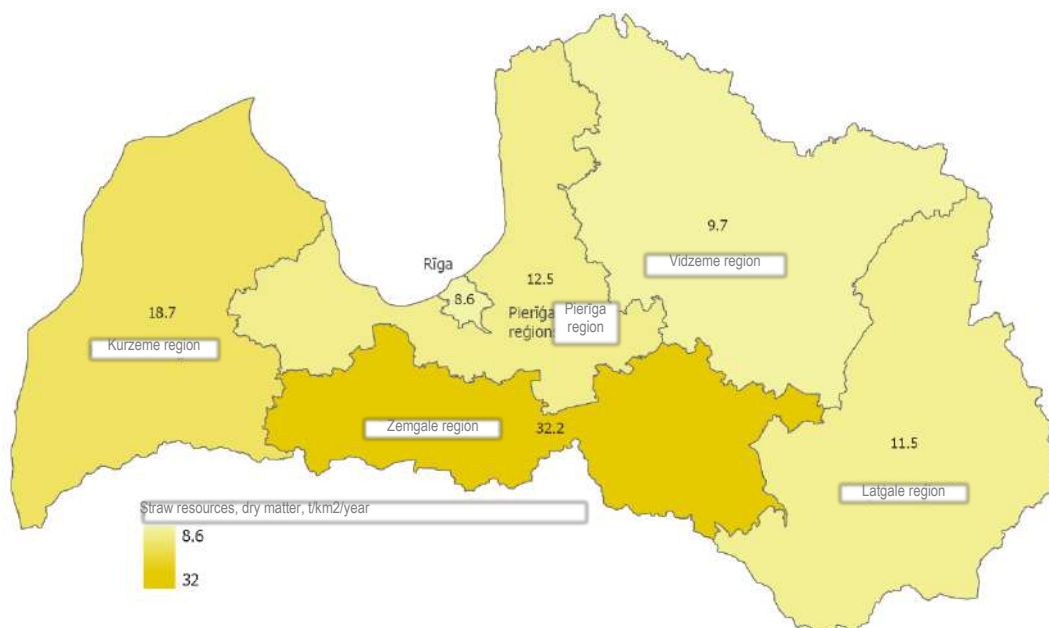 9.7
Vidzeme region
Rīga
8.6
12.5
Pierīga
reģions
Pierīga
region
18.7
Kurzeme region
Zemgale region
32.2
11.5
Latgale region
Straw resources, dry matter, t/km2/year
8.6
32